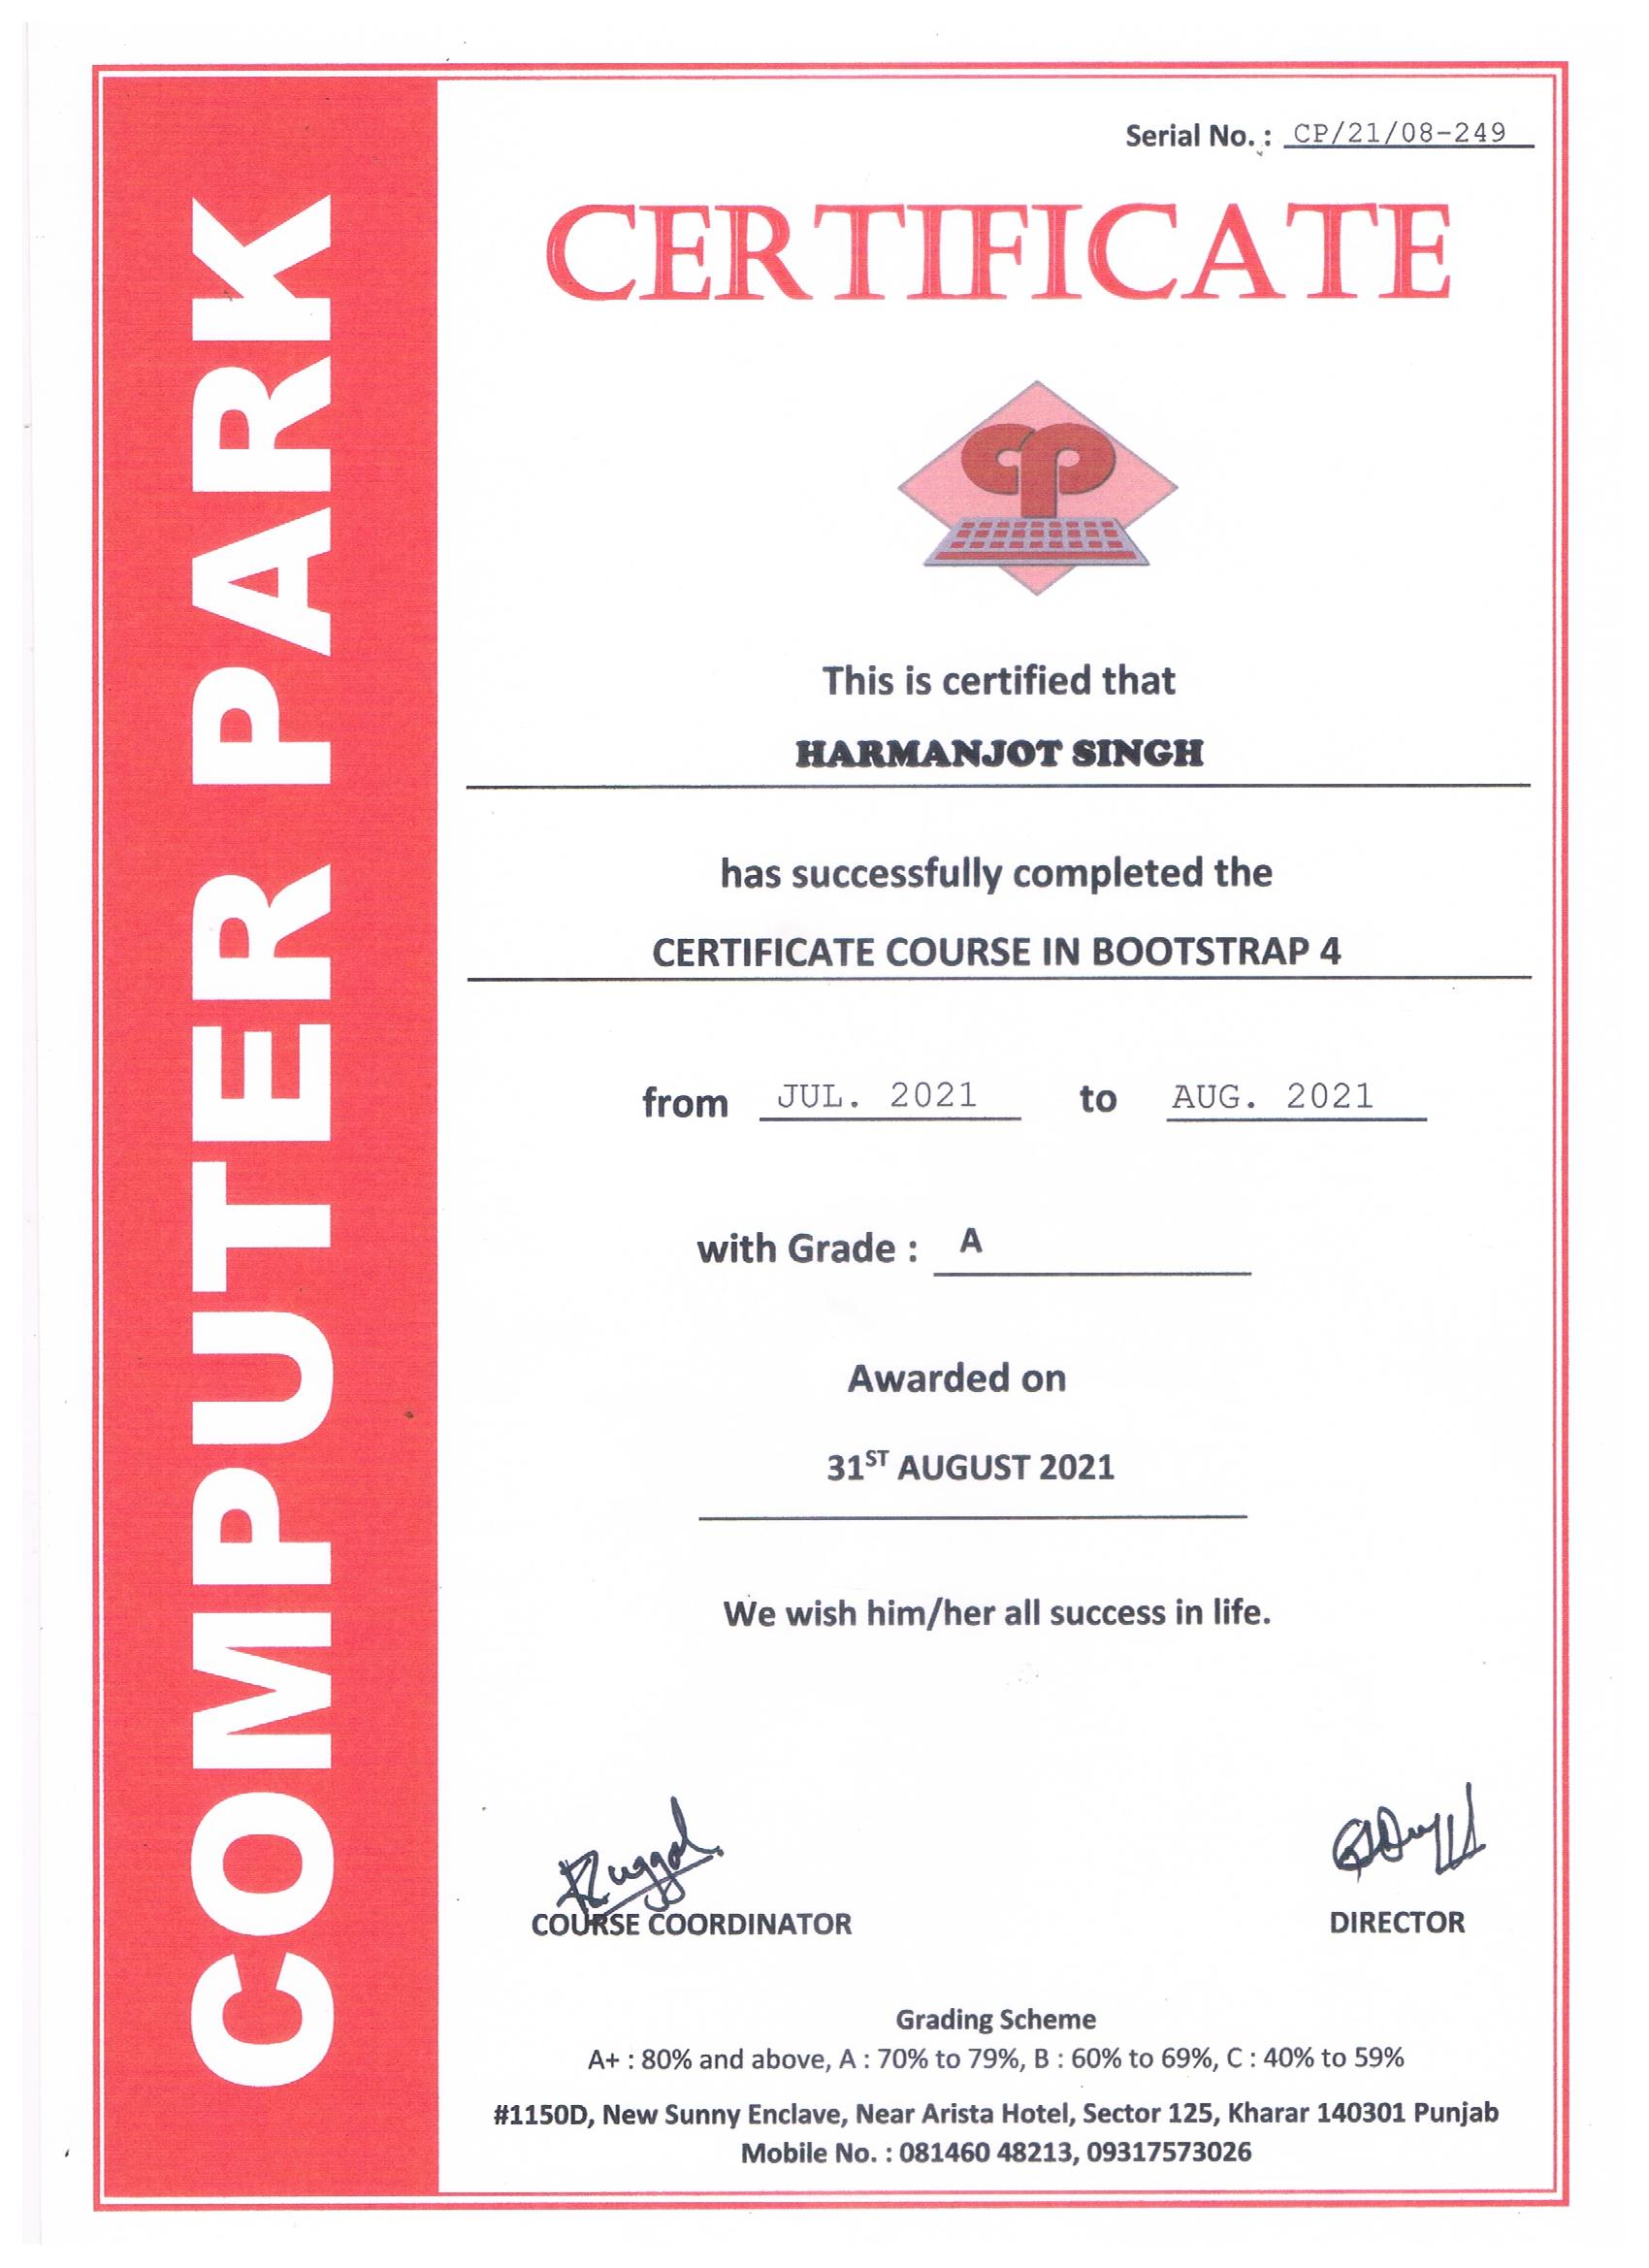 COMPUTER PARK
Serial No. : CP/21/08-249
CERTIFICATE
cp
This is certified that
HARMANJOT SINGH
has successfully completed the
CERTIFICATE COURSE IN BOOTSTRAP 4
from JUL. 2021 to AUG. 2021
with Grade : A
Awarded on
31ST AUGUST 2021
We wish him/her all success in life.
COURSE COORDINATOR
DIRECTOR
Grading Scheme
A+ : 80% and above, A : 70% to 79%, B : 60% to 69%, C : 40% to 59%
#1150D, New Sunny Enclave, Near Arista Hotel, Sector 125, Kharar 140301 Punjab
Mobile No. : 081460 48213, 09317573026